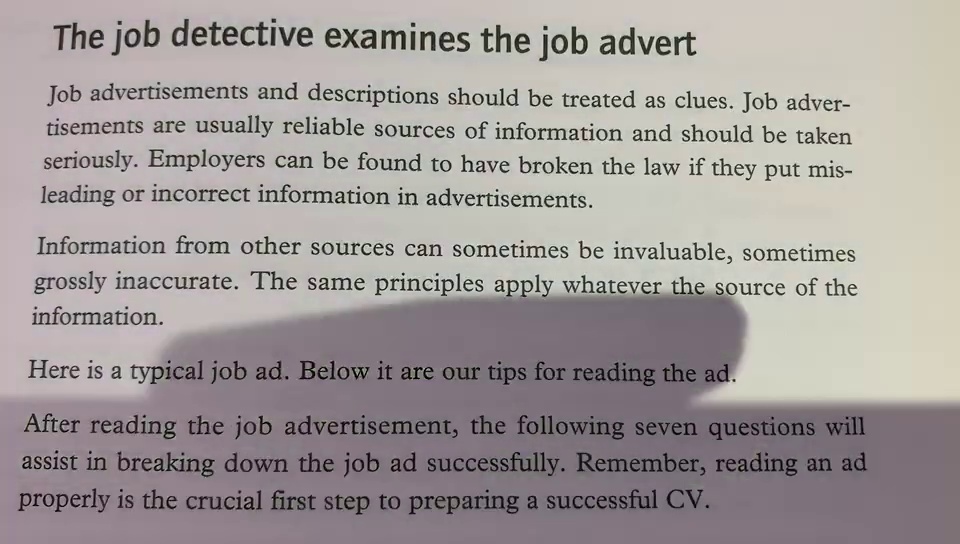 The job detective examines the job advert
Job advertisements and descriptions should be treated as clues. Job adver-
tisements are usually reliable sources of information and should be taken
seriously. Employers can be found to have broken the law if they put mis-
leading or incorrect information in advertisements.
Information from other sources can sometimes be invaluable, sometimes
grossly inaccurate. The same principles apply whatever the source of the
information.
Here is a typical job ad. Below it are our tips for reading the ad.
After reading the job advertisement, the following seven questions will
assist in breaking down the job ad successfully. Remember, reading an ad
properly is the crucial first step to preparing a successful CV.